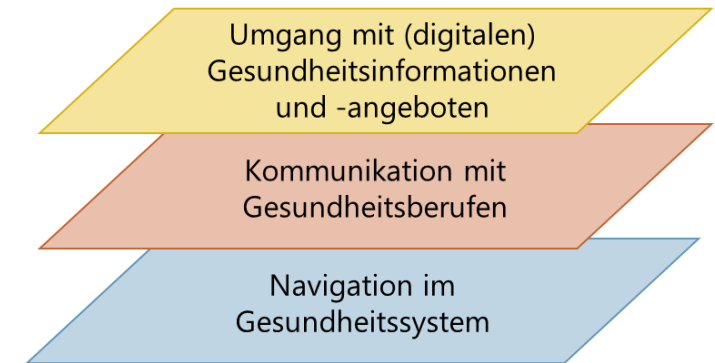 Umgang mit (digitalen)
Gesundheitsinformationen
und -angeboten
Kommunikation mit
Gesundheitsberufen
Navigation im
Gesundheitssystem